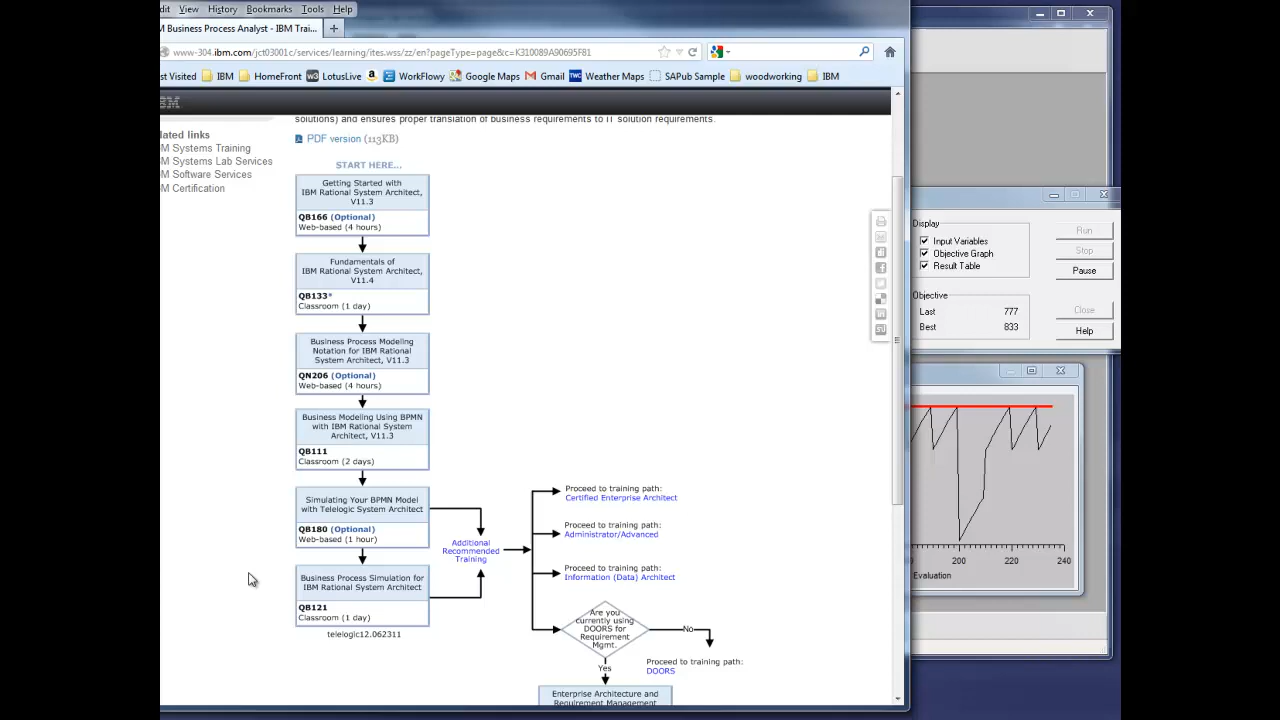 dit View History Bookmarks Tools Help
M Business Process Analyst - IBM Trai...
www-304.ibm.com/jct03001c/services/learning/ites.wss/zz/en?pageType=page&c=K310089A90695F81
st Visited IBM HomeFront w3 LotusLive WorkFlowy Google Maps Gmail TWC Weather Maps SAPub Sample woodworking IBM
IBM
solutions) and ensures proper translation of business requirements to IT solution requirements.
lated links
M Systems Training
M Systems Lab Services
M Software Services
M Certification
PDF version (113KB)
START HERE...
Getting Started with
IBM Rational System Architect,
V11.3
QB166 (Optional)
Web-based (4 hours)
Fundamentals of
IBM Rational System Architect,
V11.4
QB133*
Classroom (1 day)
Business Process Modeling
Notation for IBM Rational
System Architect, V11.3
QN206 (Optional)
Web-based (4 hours)
Business Modeling Using BPMN
with IBM Rational System
Architect, V11.3
QB111
Classroom (2 days)
Simulating Your BPMN Model
with Telelogic System Architect
QB180 (Optional)
Web-based (1 hour)
Business Process Simulation for
IBM Rational System Architect
QB121
Classroom (1 day)
telelogic12.062311
Additional
Recommended
Training
Proceed to training path:
Certified Enterprise Architect
Proceed to training path:
Administrator/Advanced
Proceed to training path:
Information (Data) Architect
Are you
currently using
DOORS for
Requirement
Mgmt.
No
Yes
Proceed to training path:
DOORS
Enterprise Architecture and
Requirement Management
Display
Input Variables
Objective Graph
Result Table
Run
Stop
Pause
Objective
Last 777
Best 833
Close
Help
80 200 220 240
Evaluation